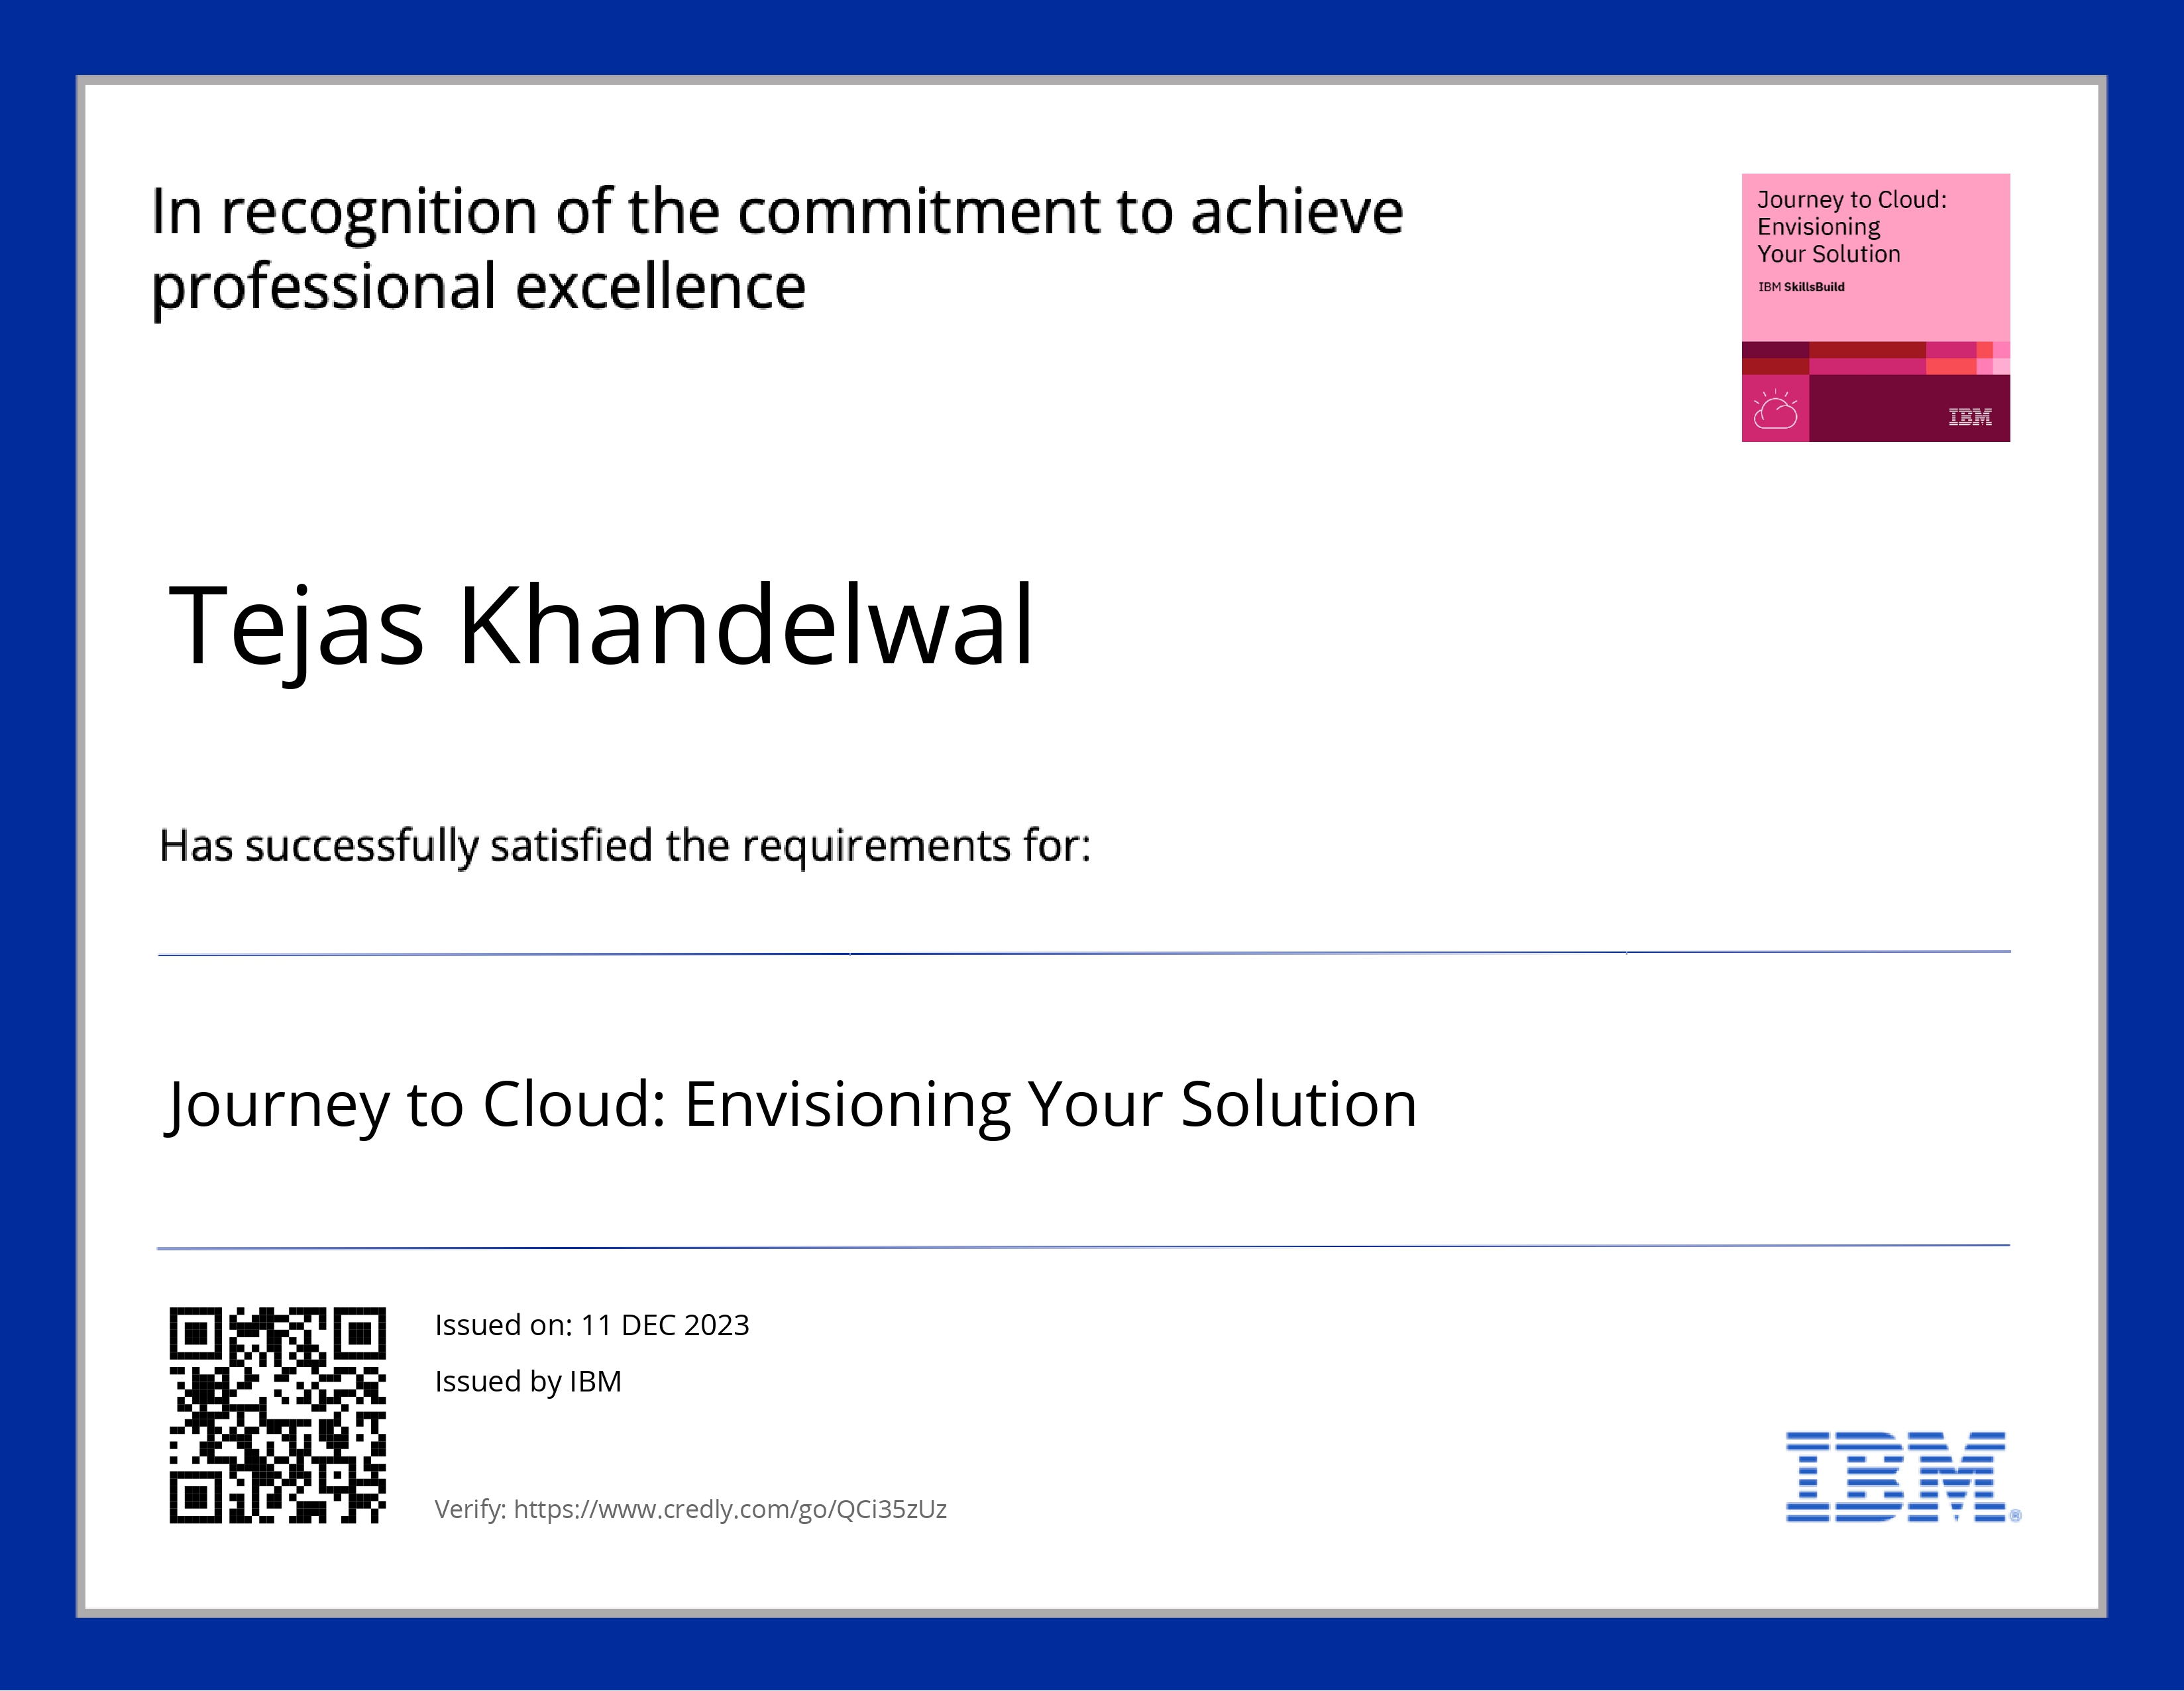 In recognition of the commitment to achieve
professional excellence
Journey to Cloud:
Envisioning
Your Solution
IBM SkillsBuild
IBM
Tejas Khandelwal
Has successfully satisfied the requirements for:
Journey to Cloud: Envisioning Your Solution
Issued on: 11 DEC 2023
Issued by IBM
Verify: https://www.credly.com/go/QCi35zUz
IBM®